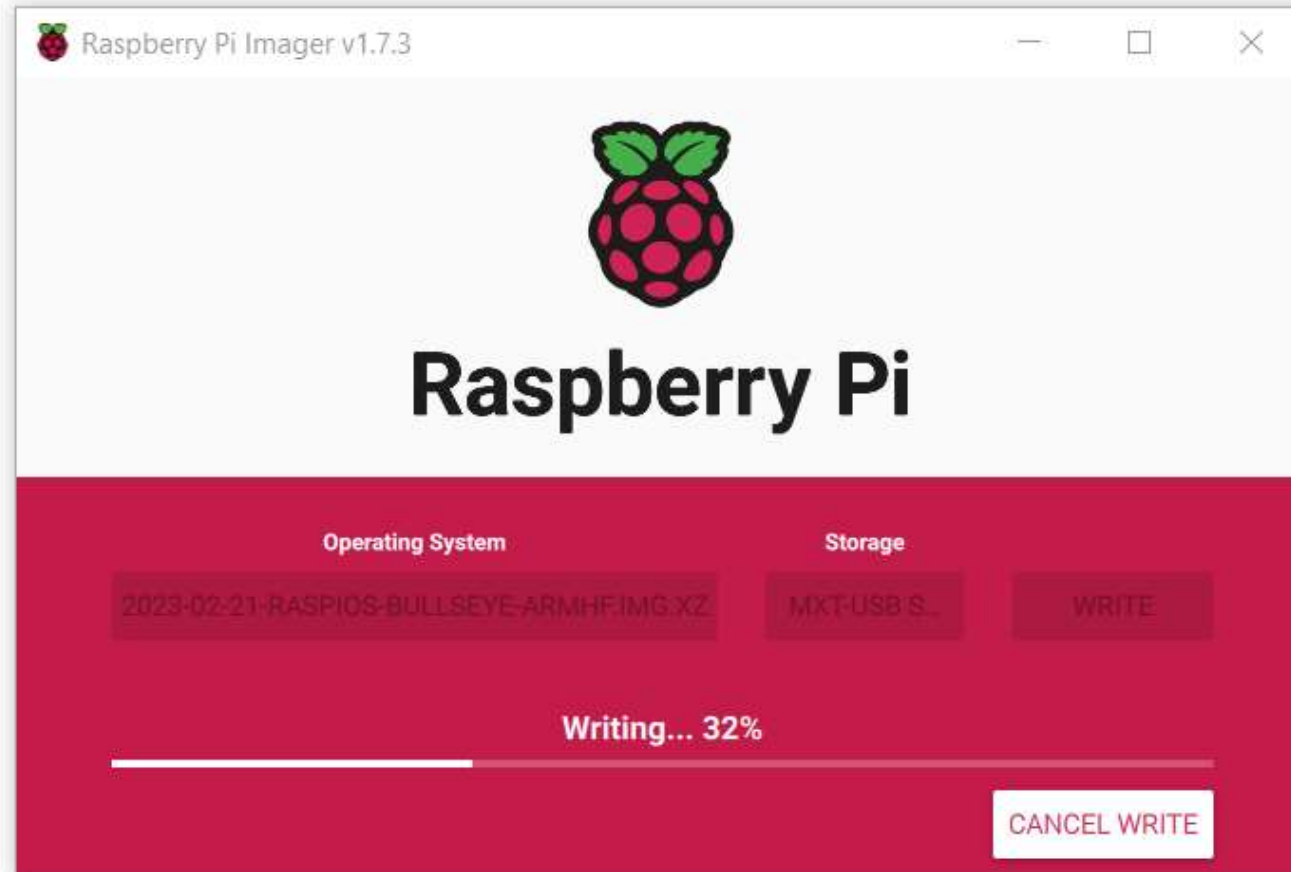 Raspberry Pi Imager v1.7.3
Raspberry Pi
Operating System
Storage
2023-02-21-RASPIOS-BULLSEYE-ARMHF.IMG.XZ
MXT-USB S...
WRITE
Writing... 32%
CANCEL WRITE